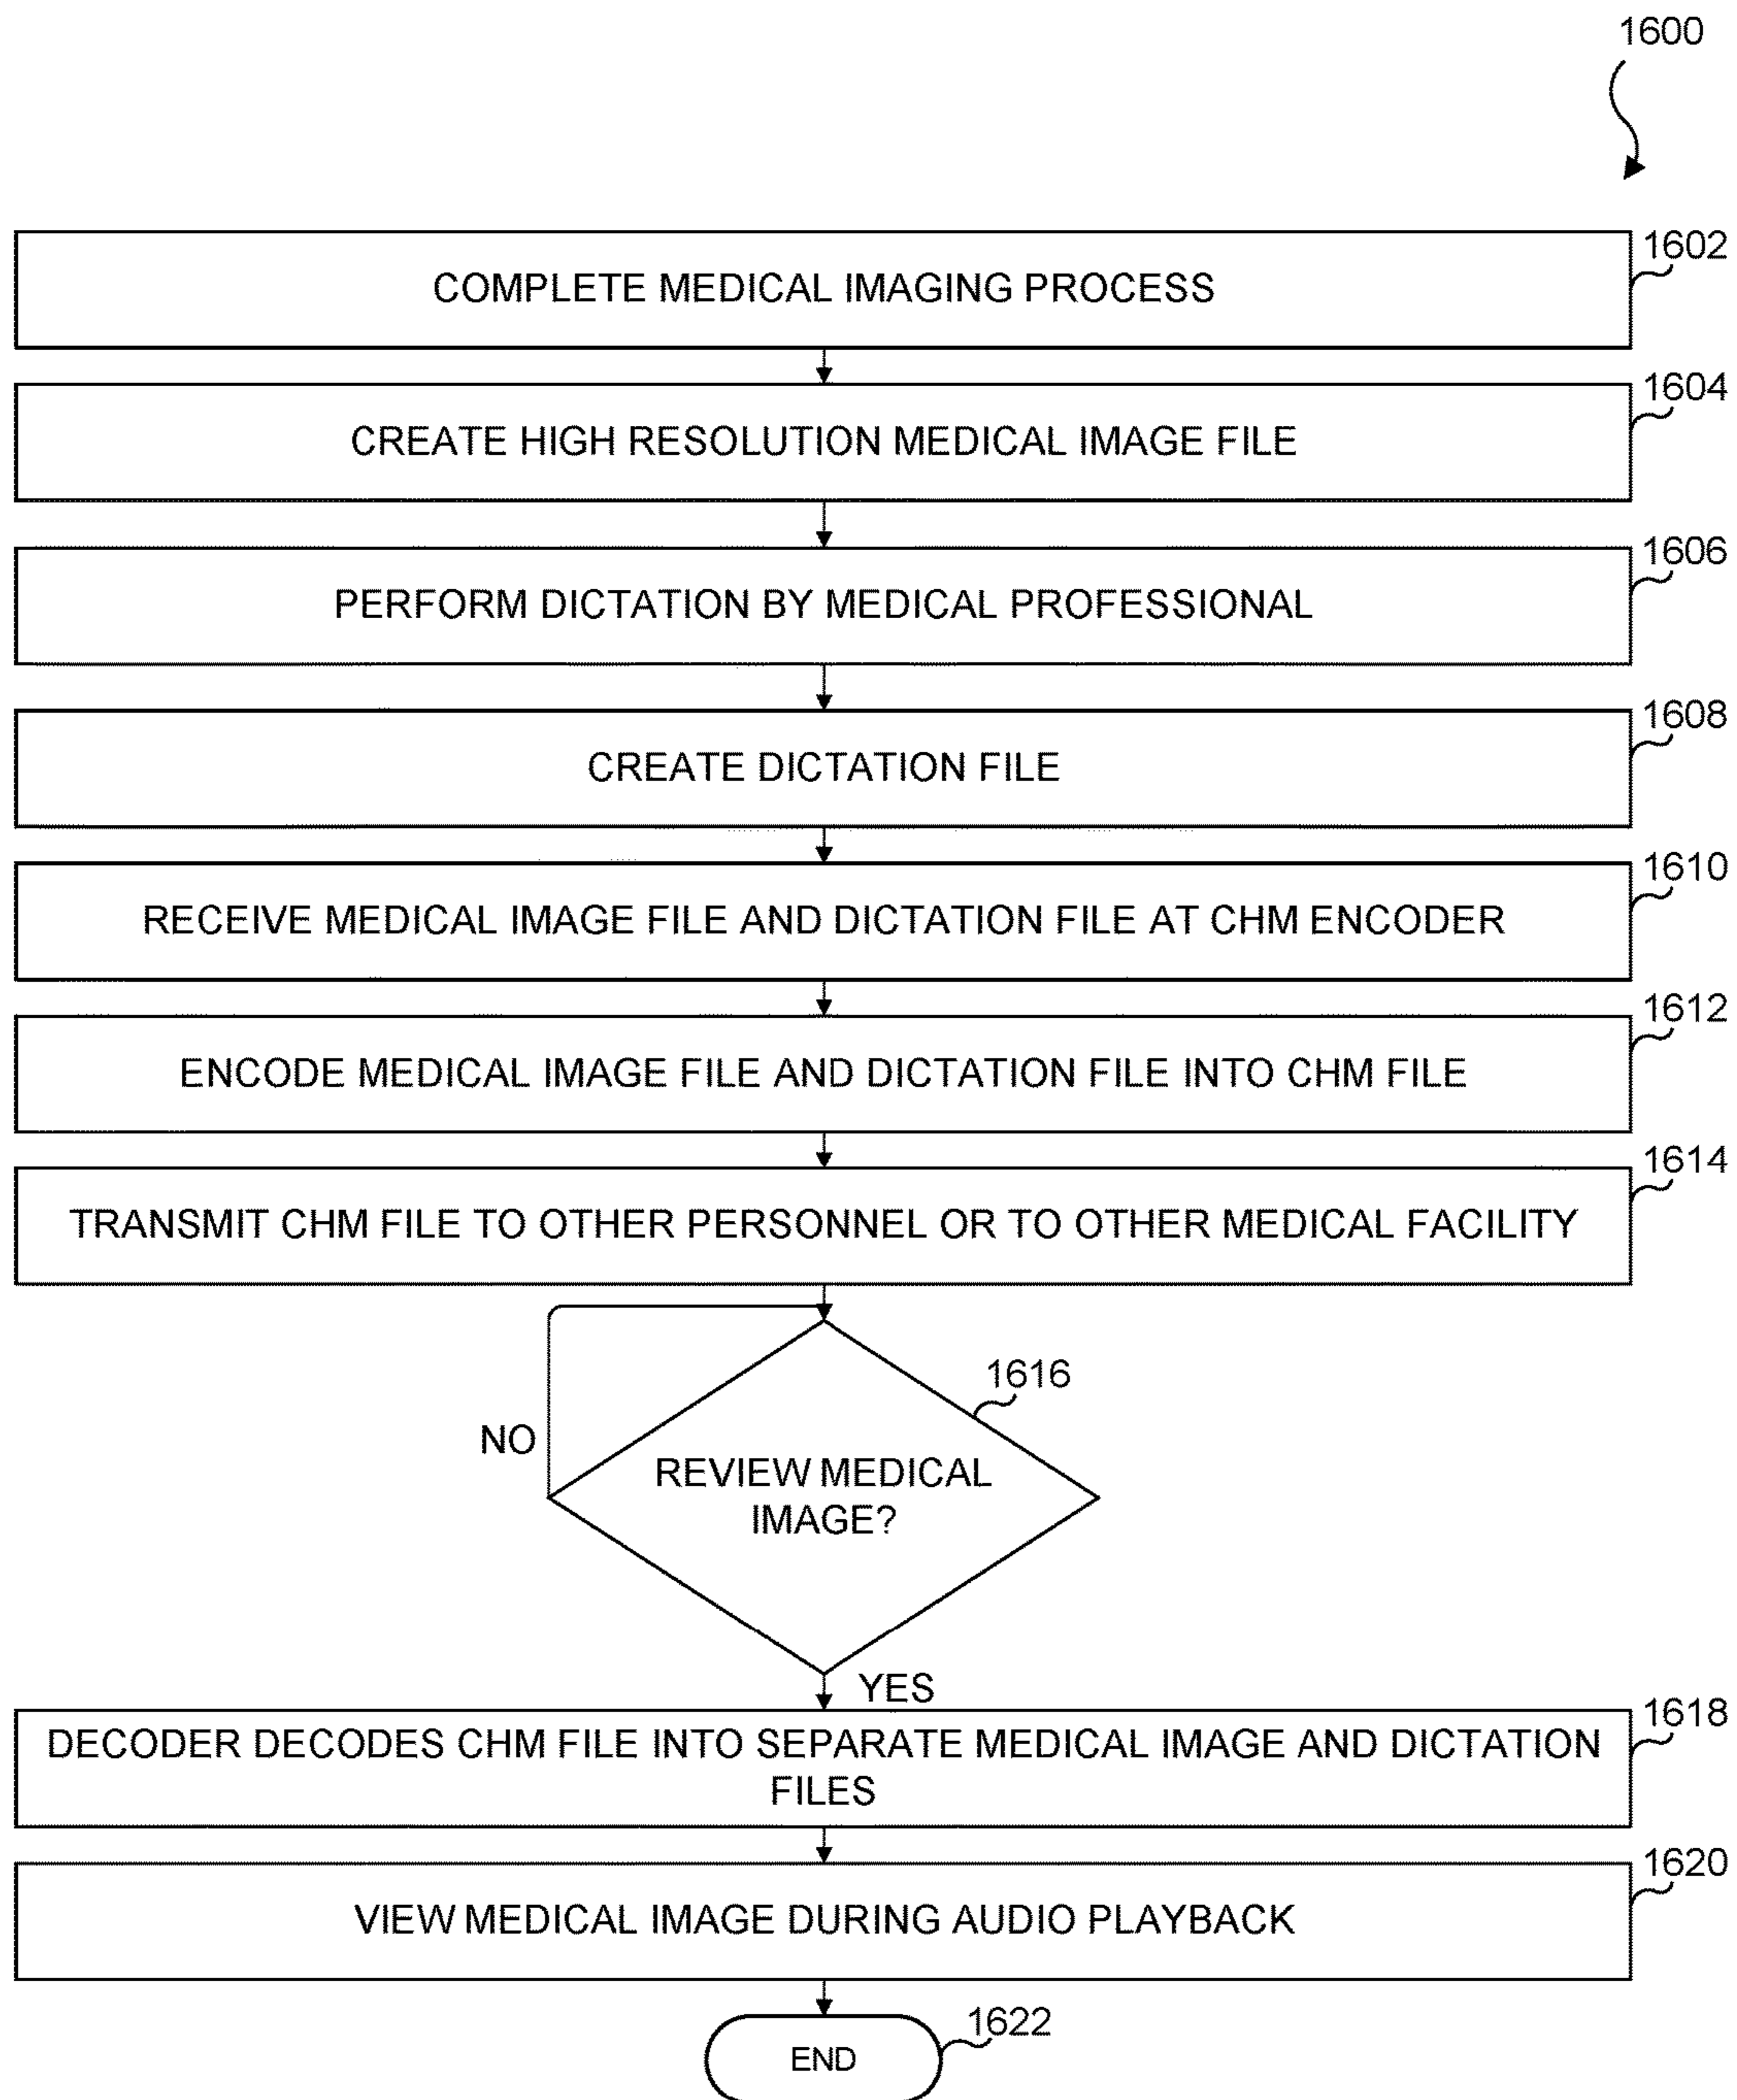 1600
1602
COMPLETE MEDICAL IMAGING PROCESS
1604
CREATE HIGH RESOLUTION MEDICAL IMAGE FILE
1606
PERFORM DICTATION BY MEDICAL PROFESSIONAL
1608
CREATE DICTATION FILE
1610
RECEIVE MEDICAL IMAGE FILE AND DICTATION FILE AT CHM ENCODER
1612
ENCODE MEDICAL IMAGE FILE AND DICTATION FILE INTO CHM FILE
1614
TRANSMIT CHM FILE TO OTHER PERSONNEL OR TO OTHER MEDICAL FACILITY
1616
NO
REVIEW MEDICAL
IMAGE?
YES
1618
DECODER DECODES CHM FILE INTO SEPARATE MEDICAL IMAGE AND DICTATION
FILES
1620
VIEW MEDICAL IMAGE DURING AUDIO PLAYBACK
1622
END